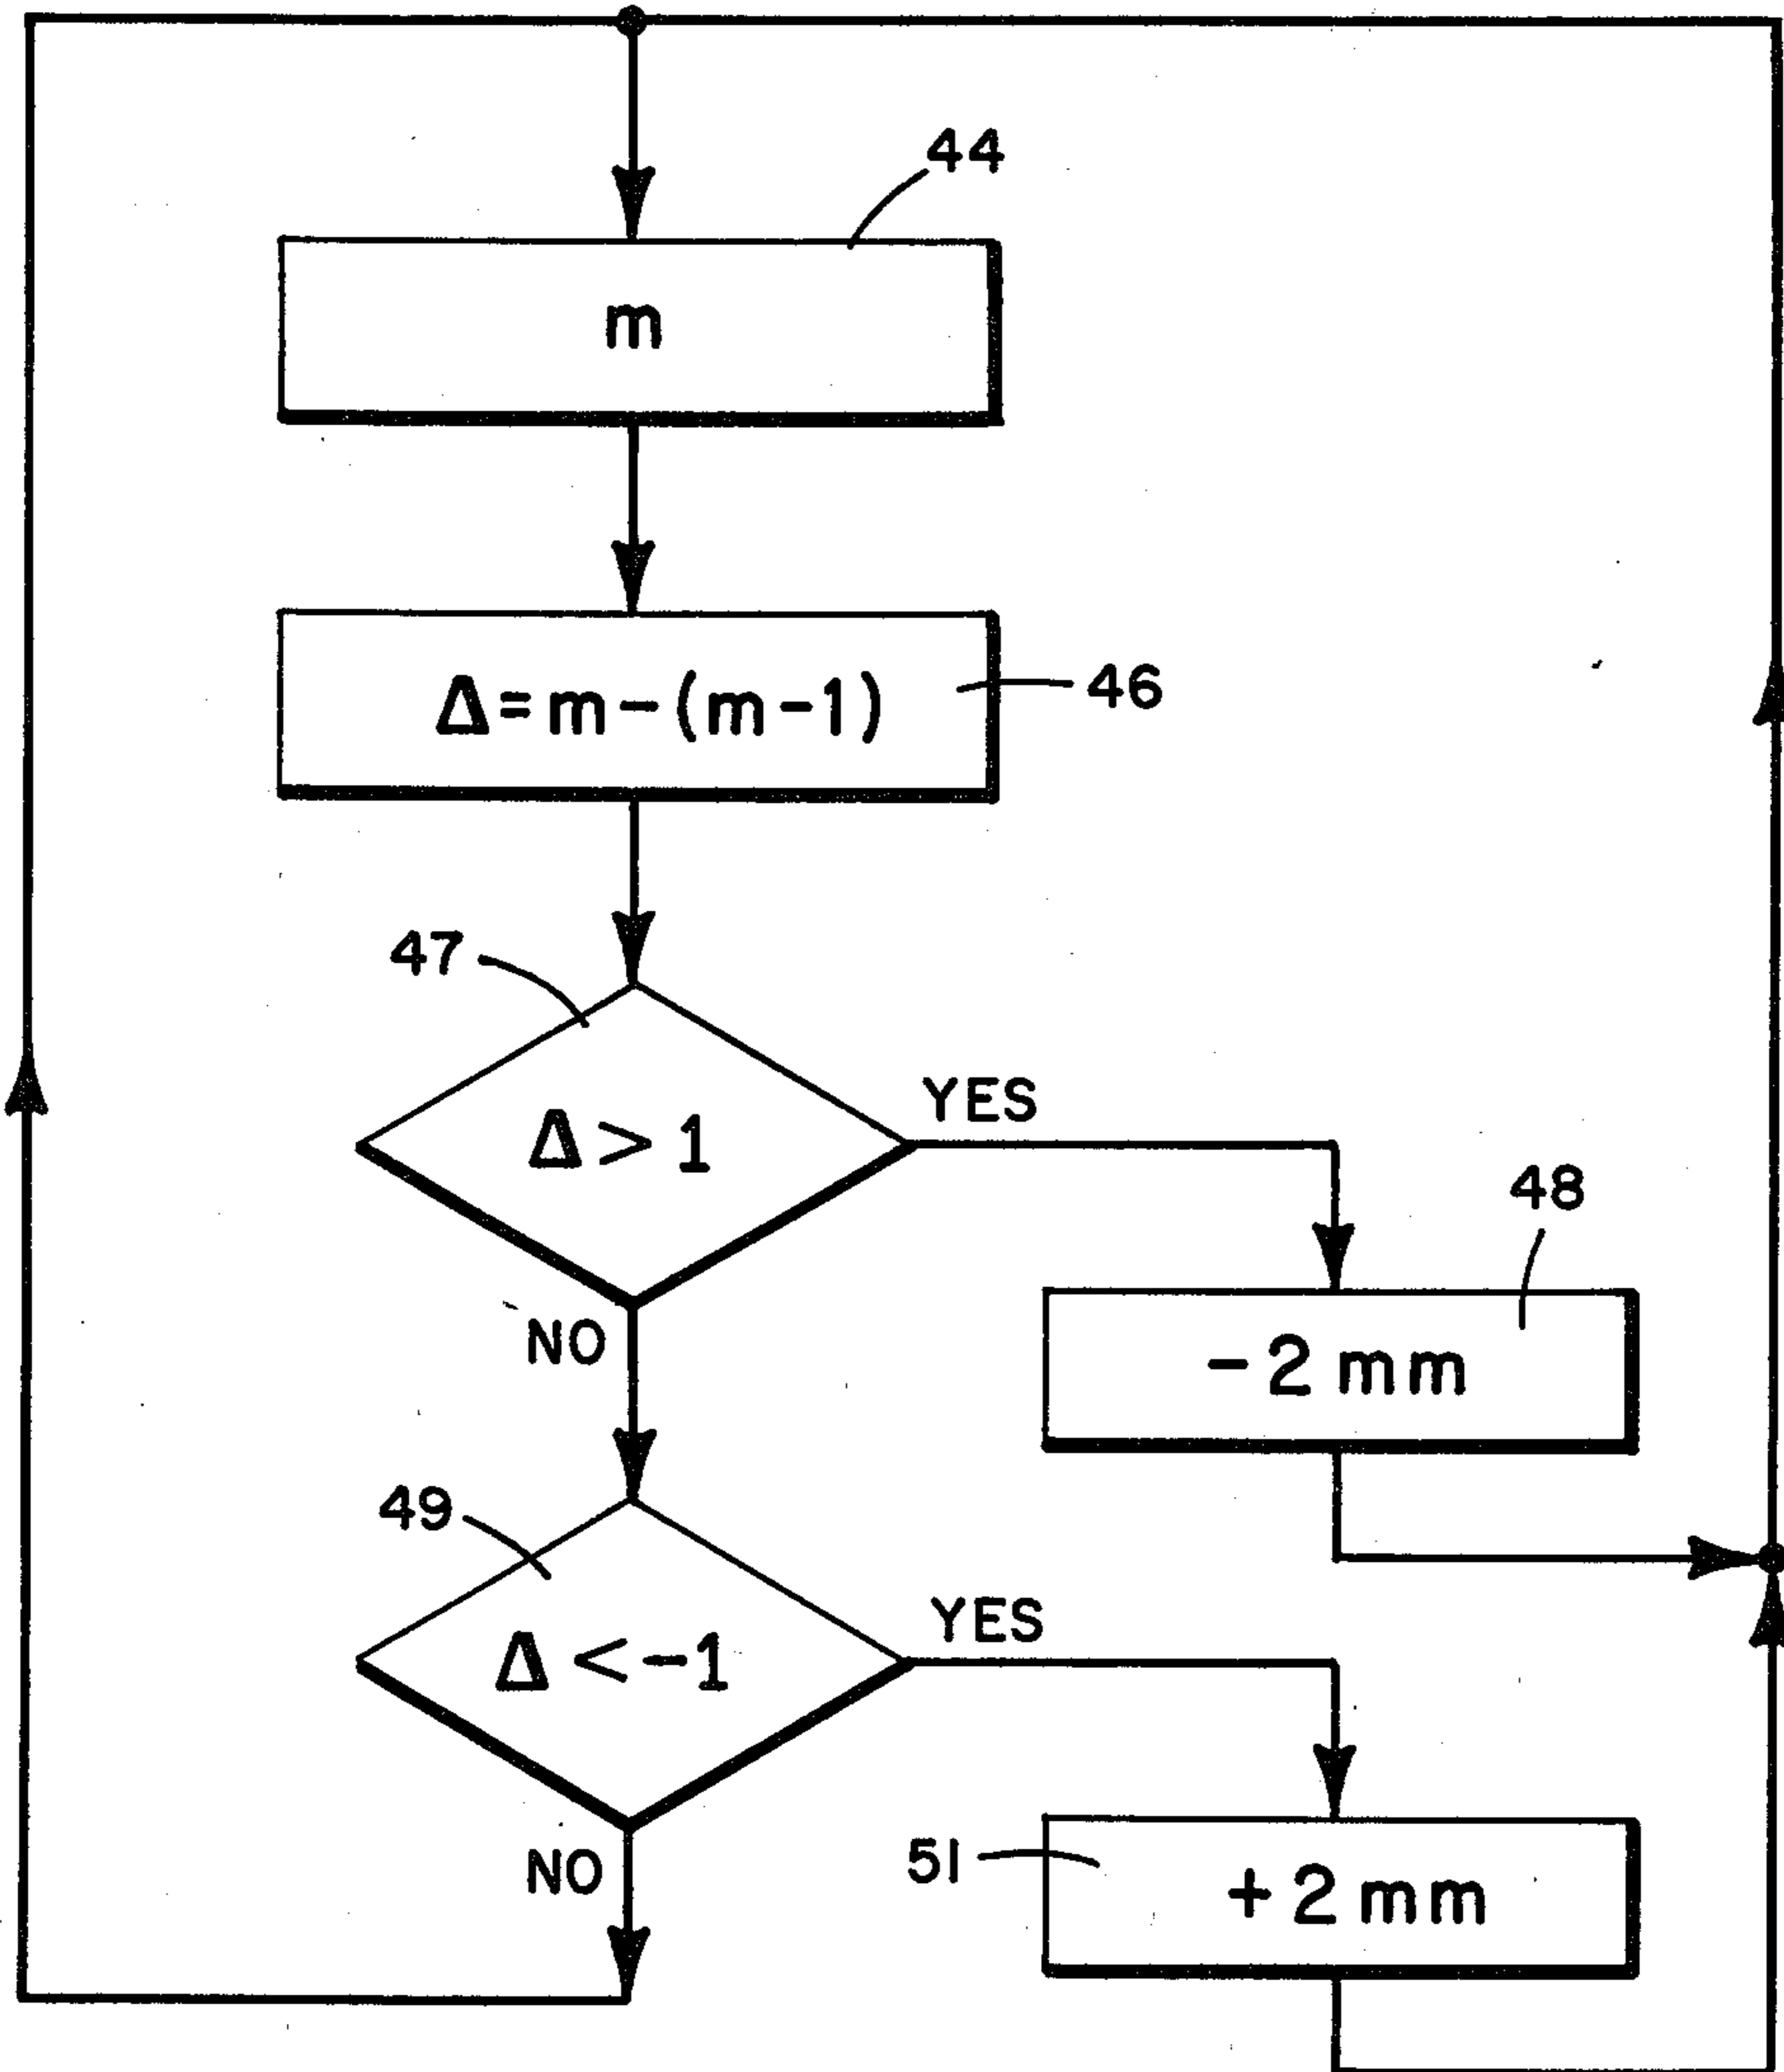 44
m
Δ=m-(m-1)
46
47
Δ> 1
YES
48
NO
-2 mm
49
Δ <-1
YES
NO
51
+2 mm